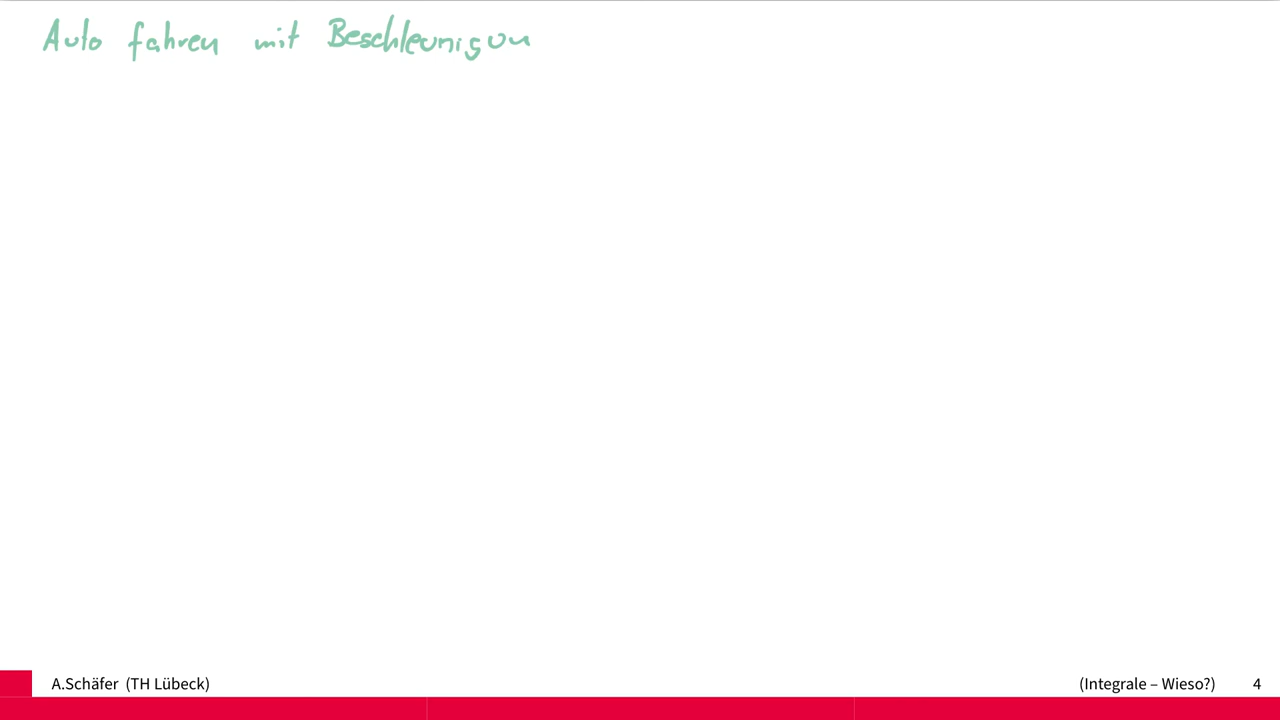 Auto fahren mit Beschleunigun
A.Schäfer (TH Lübeck)
(Integrale – Wieso?)
4